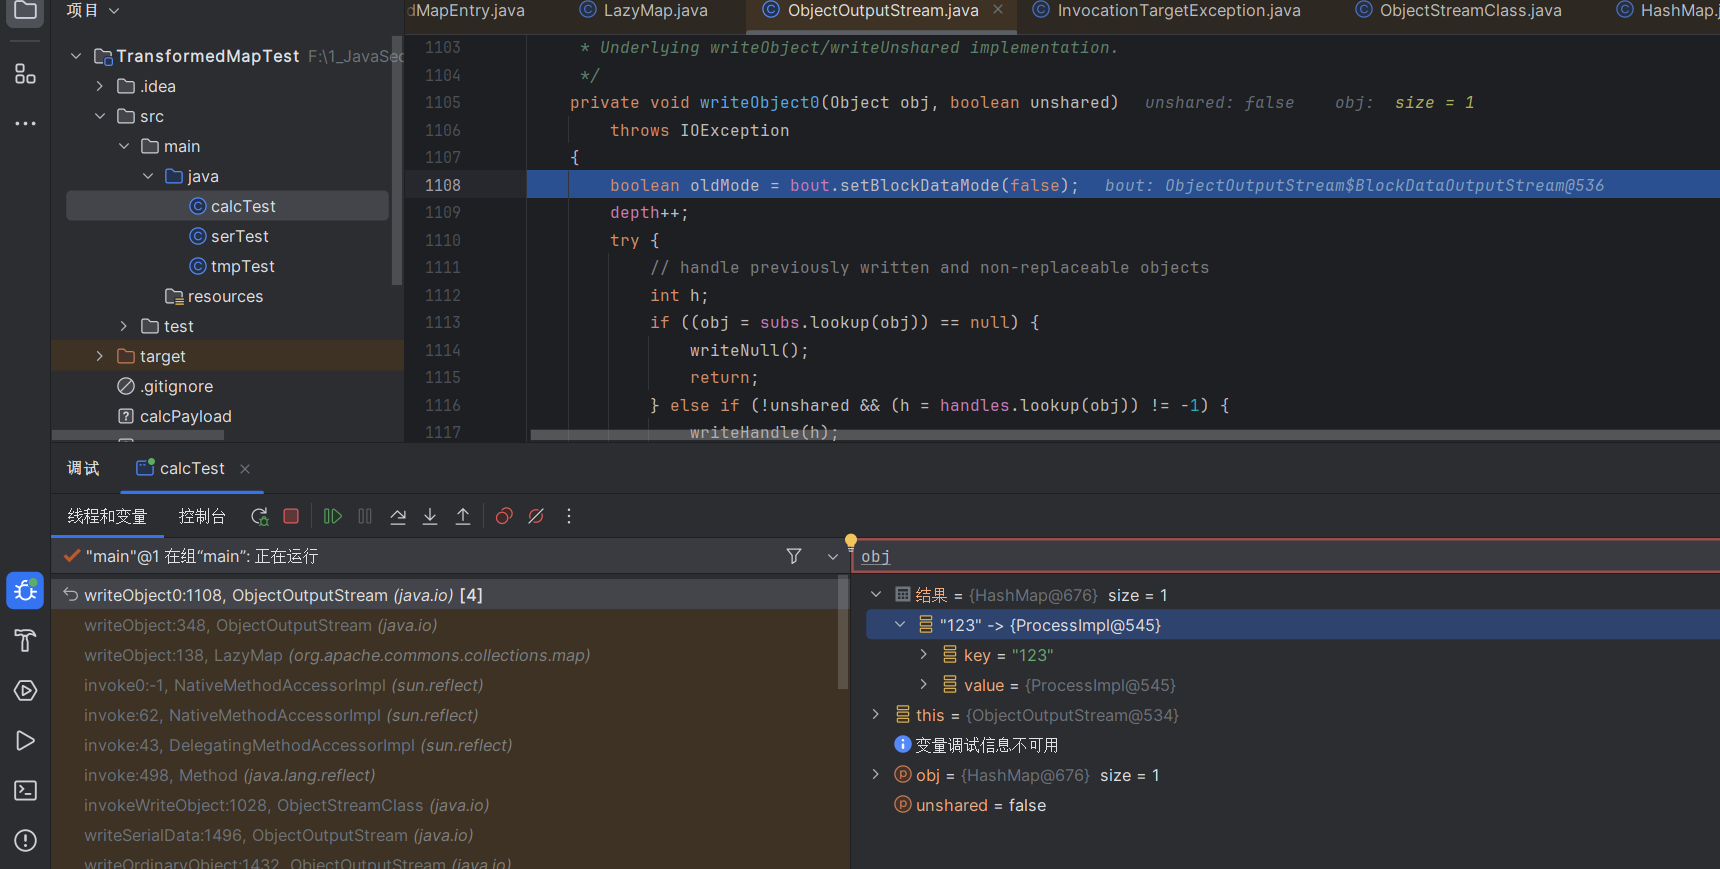 项目
dMapEntry.java
LazyMap.java
ObjectOutputStream.java
InvocationTargetException.java
ObjectStreamClass.java
HashMap.j
TransformedMapTest F:\1_JavaSec
.idea
src
main
java
calcTest
serTest
tmpTest
resources
test
target
.gitignore
calcPayload
1103 * Underlying writeObject/writeUnshared implementation.
1104 */
1105 private void writeObject0(Object obj, boolean unshared) unshared: false obj: size = 1
1106 throws IOException
1107 {
1108 boolean oldMode = bout.setBlockDataMode(false); bout: ObjectOutputStream$BlockDataOutputStream@536
1109 depth++;
1110 try {
1111 // handle previously written and non-replaceable objects
1112 int h;
1113 if ((obj = subs.lookup(obj)) == null) {
1114 writeNull();
1115 return;
1116 } else if (!unshared && (h = handles.lookup(obj)) != -1) {
1117 writeHandle(h);
调试 calcTest
线程和变量 控制台
"main"@1 在组“main”: 正在运行
writeObject0:1108, ObjectOutputStream (java.io) [4]
writeObject:348, ObjectOutputStream (java.io)
writeObject:138, LazyMap (org.apache.commons.collections.map)
invoke0:-1, NativeMethodAccessorImpl (sun.reflect)
invoke:62, NativeMethodAccessorImpl (sun.reflect)
invoke:43, DelegatingMethodAccessorImpl (sun.reflect)
invoke:498, Method (java.lang.reflect)
invokeWriteObject:1028, ObjectStreamClass (java.io)
writeSerialData:1496, ObjectOutputStream (java.io)
writeOrdinaryObject:1432, ObjectOutputStream (java.io)
obj
结果 = {HashMap@676} size = 1
"123" -> {ProcessImpl@545}
key = "123"
value = {ProcessImpl@545}
this = {ObjectOutputStream@534}
变量调试信息不可用
obj = {HashMap@676} size = 1
unshared = false